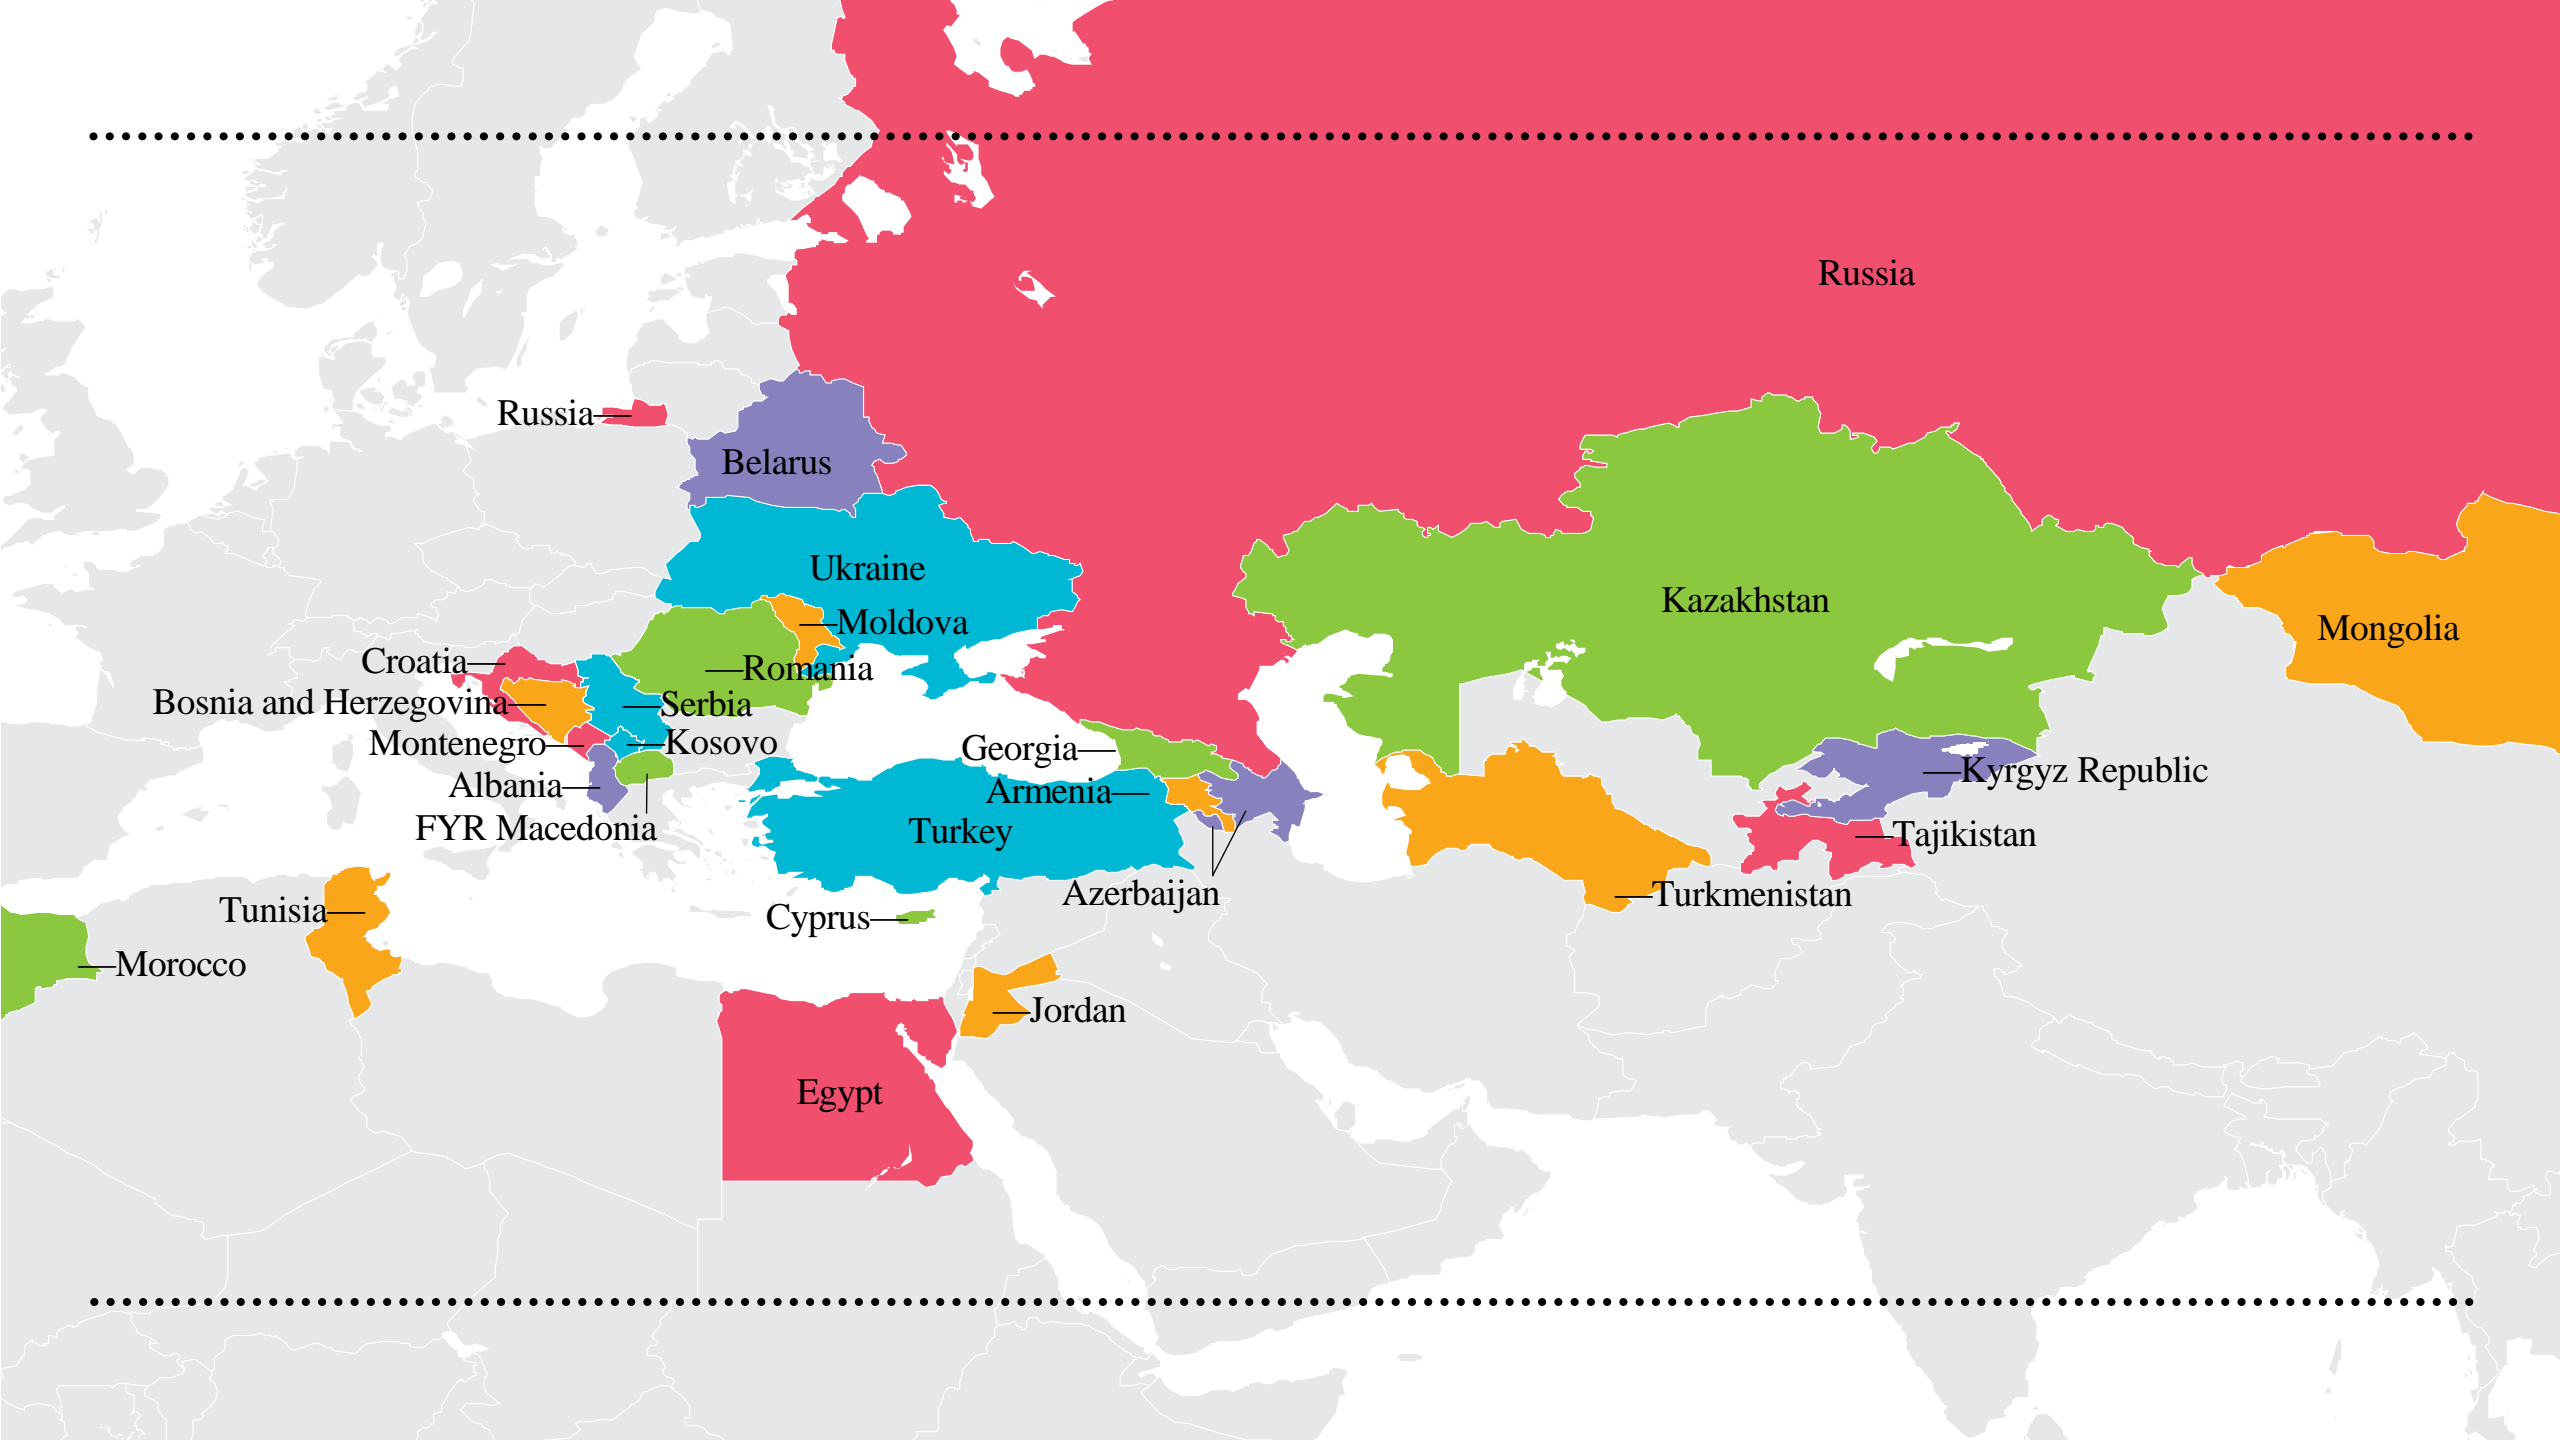 Russia
Russia
Belarus
Ukraine
Kazakhstan
Moldova
Mongolia
Croatia
Romania
Bosnia and Herzegovina
Serbia
Montenegro
Kosovo
Georgia
Kyrgyz Republic
Albania
Armenia
FYR Macedonia
Turkey
Tajikistan
Azerbaijan
Turkmenistan
Tunisia
Cyprus
Morocco
Jordan
Egypt